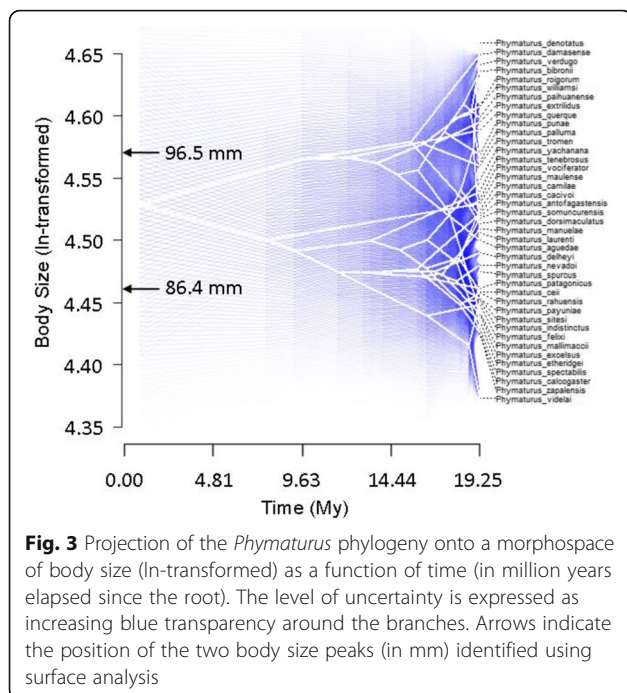 4.65
4.60
4.55
4.50
4.45
4.40
4.35
Body Size (ln-transformed)
96.5 mm
86.4 mm
0.00 4.81 9.63 14.44 19.25
Time (My)
Phymaturus_denotatus
Phymaturus_damasense
Phymaturus_verdugo
Phymaturus_bibronii
Phymaturus_roigorum
Phymaturus_williamsi
Phymaturus_paihuanense
Phymaturus_extrilidus
Phymaturus_querque
Phymaturus_punae
Phymaturus_palluma
Phymaturus_tromen
Phymaturus_yachanana
Phymaturus_tenebrosus
Phymaturus_vociferator
Phymaturus_maulense
Phymaturus_camilae
Phymaturus_cacivoi
Phymaturus_antofagastensis
Phymaturus_somuncurensis
Phymaturus_dorsimaculatus
Phymaturus_manuelae
Phymaturus_laurenti
Phymaturus_aguedae
Phymaturus_delheyi
Phymaturus_nevadoi
Phymaturus_spurcus
Phymaturus_patagonicus
Phymaturus_ceii
Phymaturus_rahuensis
Phymaturus_payuniae
Phymaturus_sitesi
Phymaturus_indistinctus
Phymaturus_felixi
Phymaturus_mallimaccii
Phymaturus_excelsus
Phymaturus_etheridgei
Phymaturus_spectabilis
Phymaturus_calcogaster
Phymaturus_zapalensis
Phymaturus_videlai
Fig. 3 Projection of the Phymaturus phylogeny onto a morphospace
of body size (ln-transformed) as a function of time (in million years
elapsed since the root). The level of uncertainty is expressed as
increasing blue transparency around the branches. Arrows indicate
the position of the two body size peaks (in mm) identified using
surface analysis